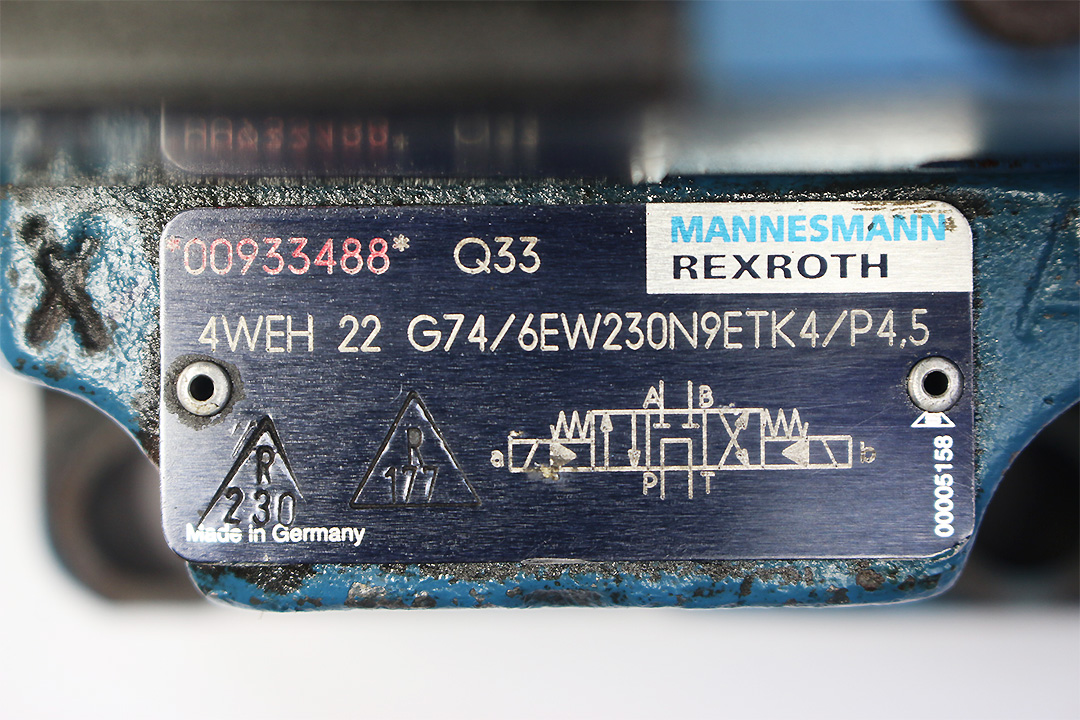 *00933488* Q33
MANNESMANN
REXROTH
4WEH 22 G74/6EW230N9ETK4/P4,5
A B
a b
P T
R
230
R
177
Made in Germany
00005158
X